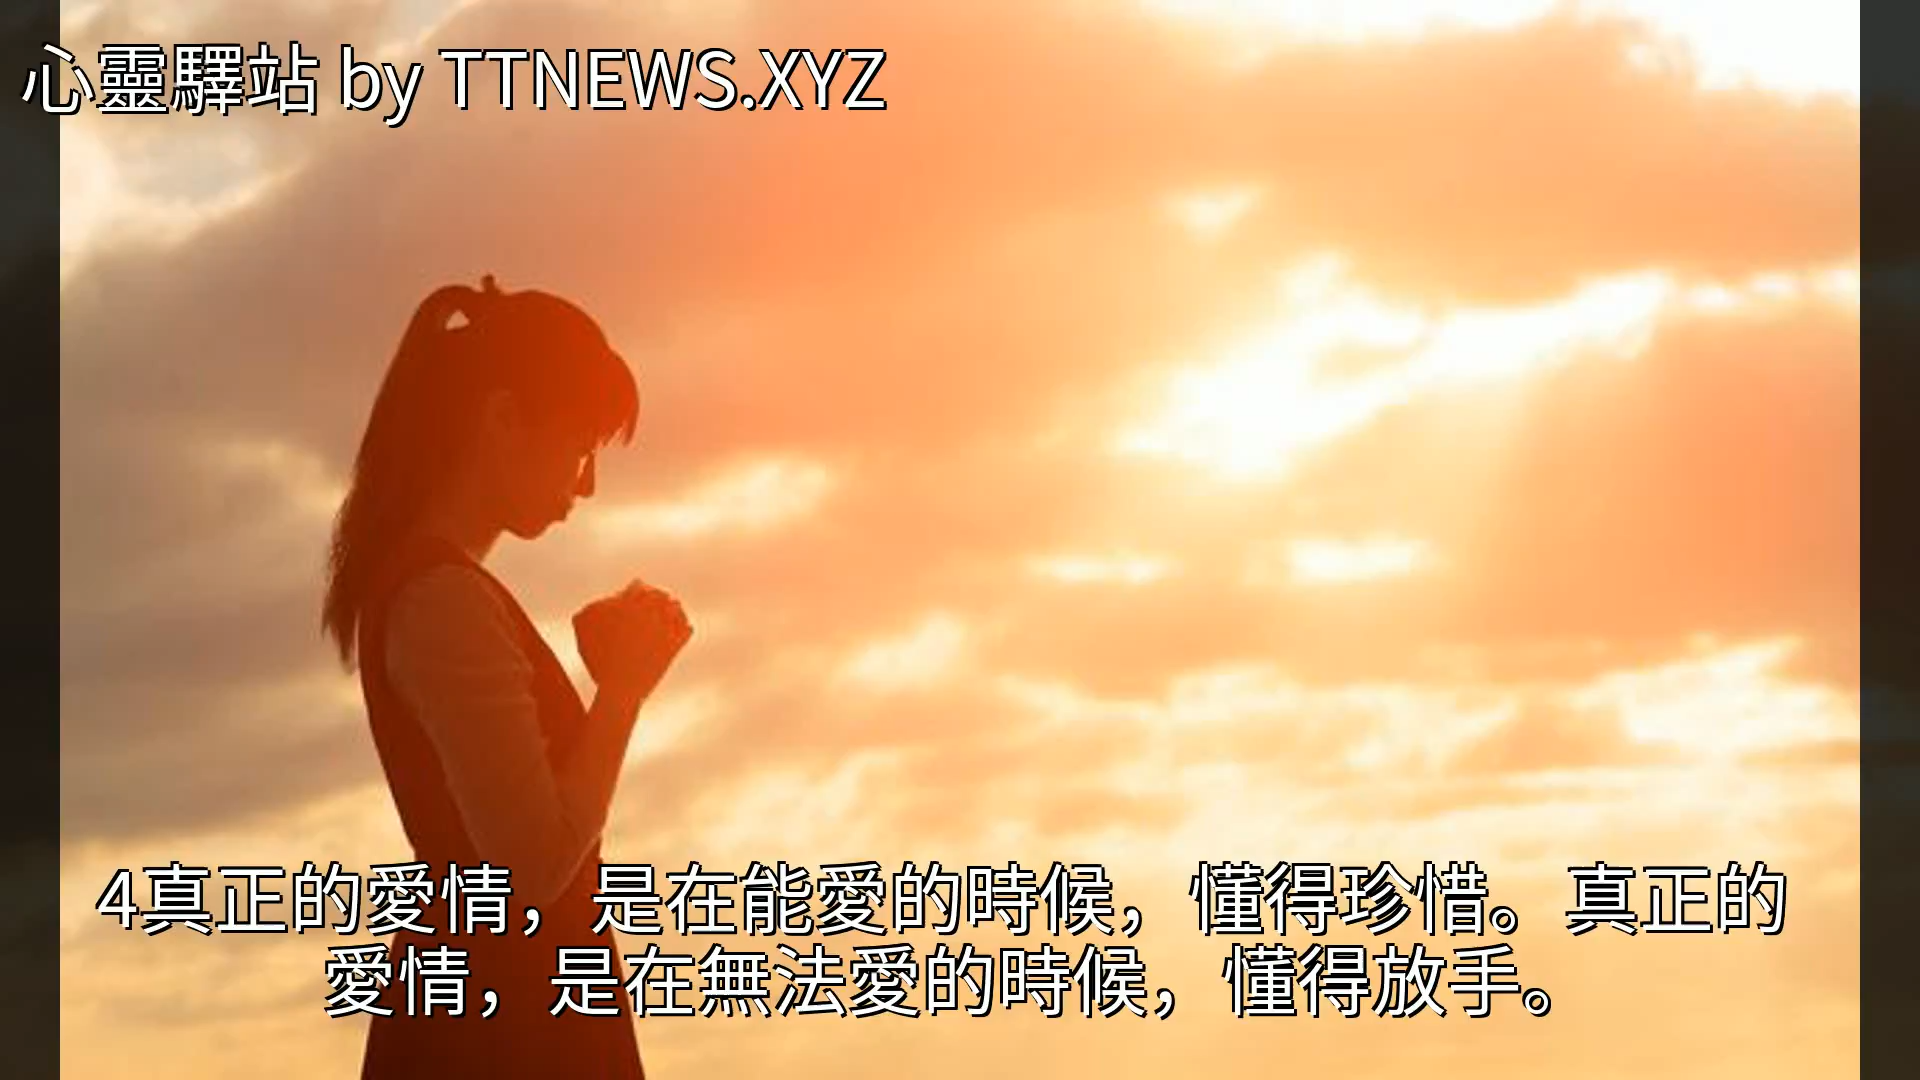 心靈驛站 by TTNEWS.XYZ
4真正的愛情，是在能愛的時候，懂得珍惜。真正的
愛情，是在無法愛的時候，懂得放手。